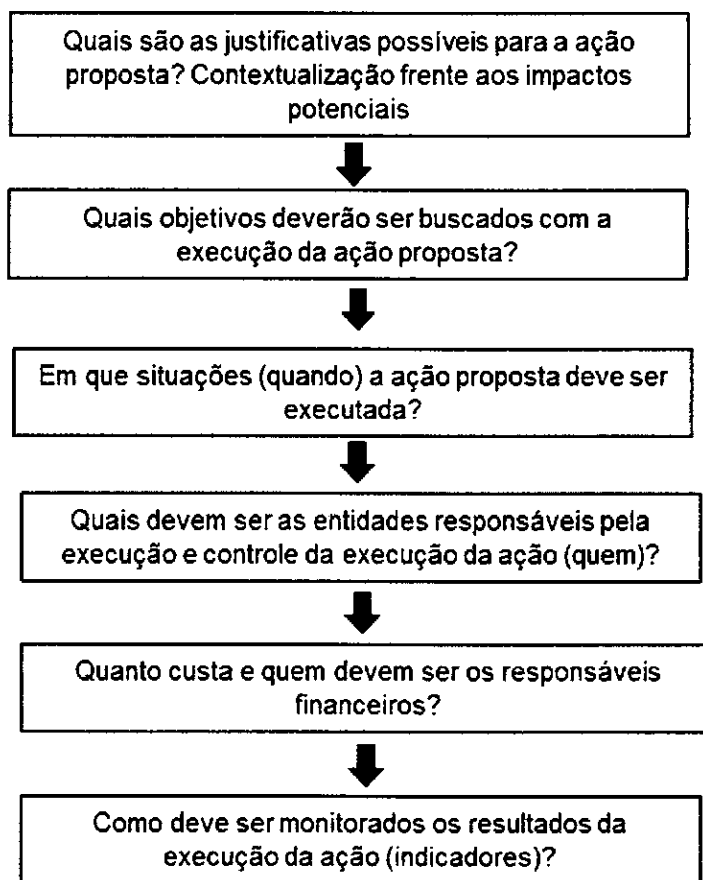 Quais são as justificativas possíveis para a ação
proposta? Contextualização frente aos impactos
potenciais
Quais objetivos deverão ser buscados com a
execução da ação proposta?
Em que situações (quando) a ação proposta deve ser
executada?
Quais devem ser as entidades responsáveis pela
execução e controle da execução da ação (quem)?
Quanto custa e quem devem ser os responsáveis
financeiros?
Como deve ser monitorados os resultados da
execução da ação (indicadores)?